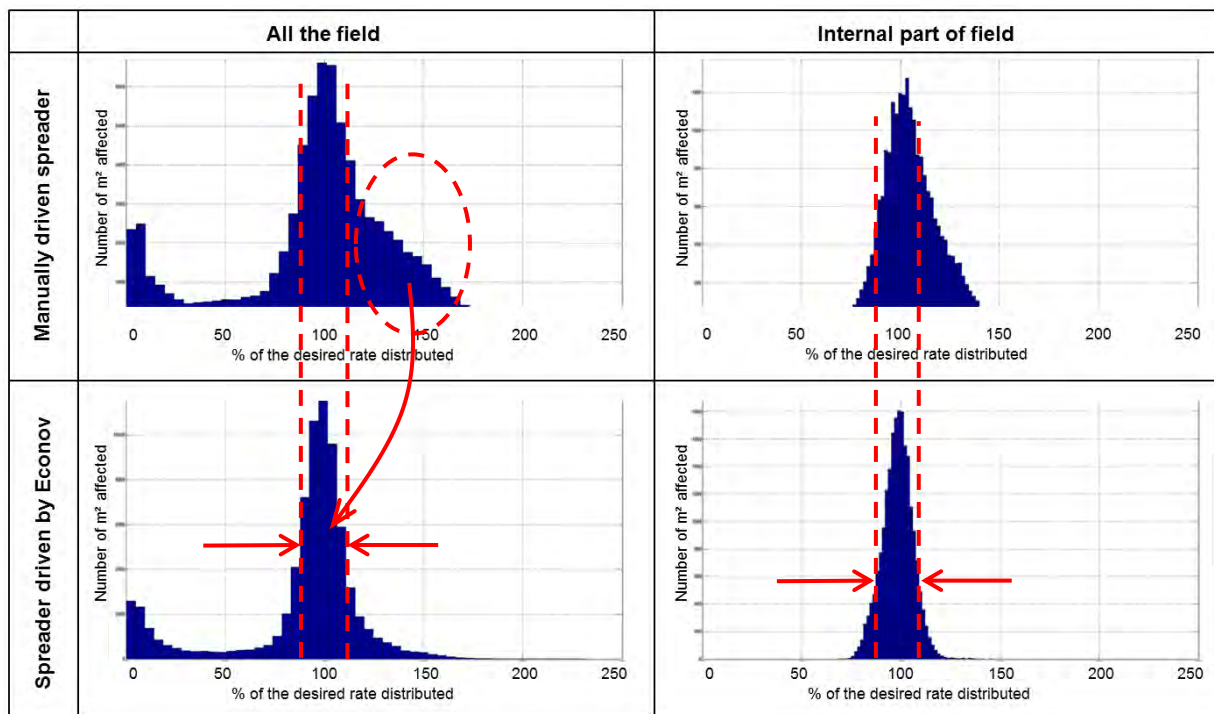 All the field
Internal part of field
Manually driven spreader
Number of m² affected
0 50 100 150 200 250
% of the desired rate distributed
Number of m² affected
0 50 100 150 200 250
% of the desired rate distributed
Spreader driven by Econov
Number of m² affected
0 50 100 150 200 250
% of the desired rate distributed
Number of m² affected
0 50 100 150 200 250
% of the desired rate distributed